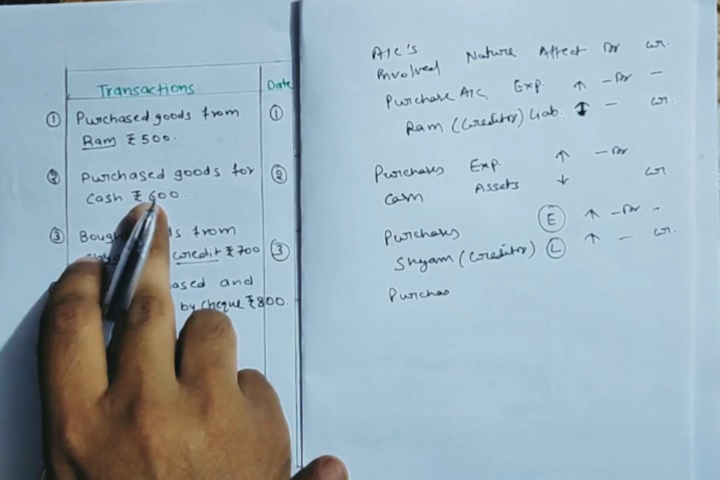 Transactions
Date
① Purchased goods from
Ram ₹500.
①
② Purchased goods for
cash ₹600.
②
③ from
credit ₹700
③
and
by cheque ₹800.
A/C's
Involved Nature Affect Dr Cr.
Purchase A/C Exp. ↑ - Dr -
Ram (Creditor) Liab. ↑ - Cr.
Purchases Exp. ↑ - Dr
Cash Assets ↓ Cr.
Purchases Ⓔ ↑ - Dr -
Shyam (Creditor) Ⓛ ↑ - Cr.
Purchas